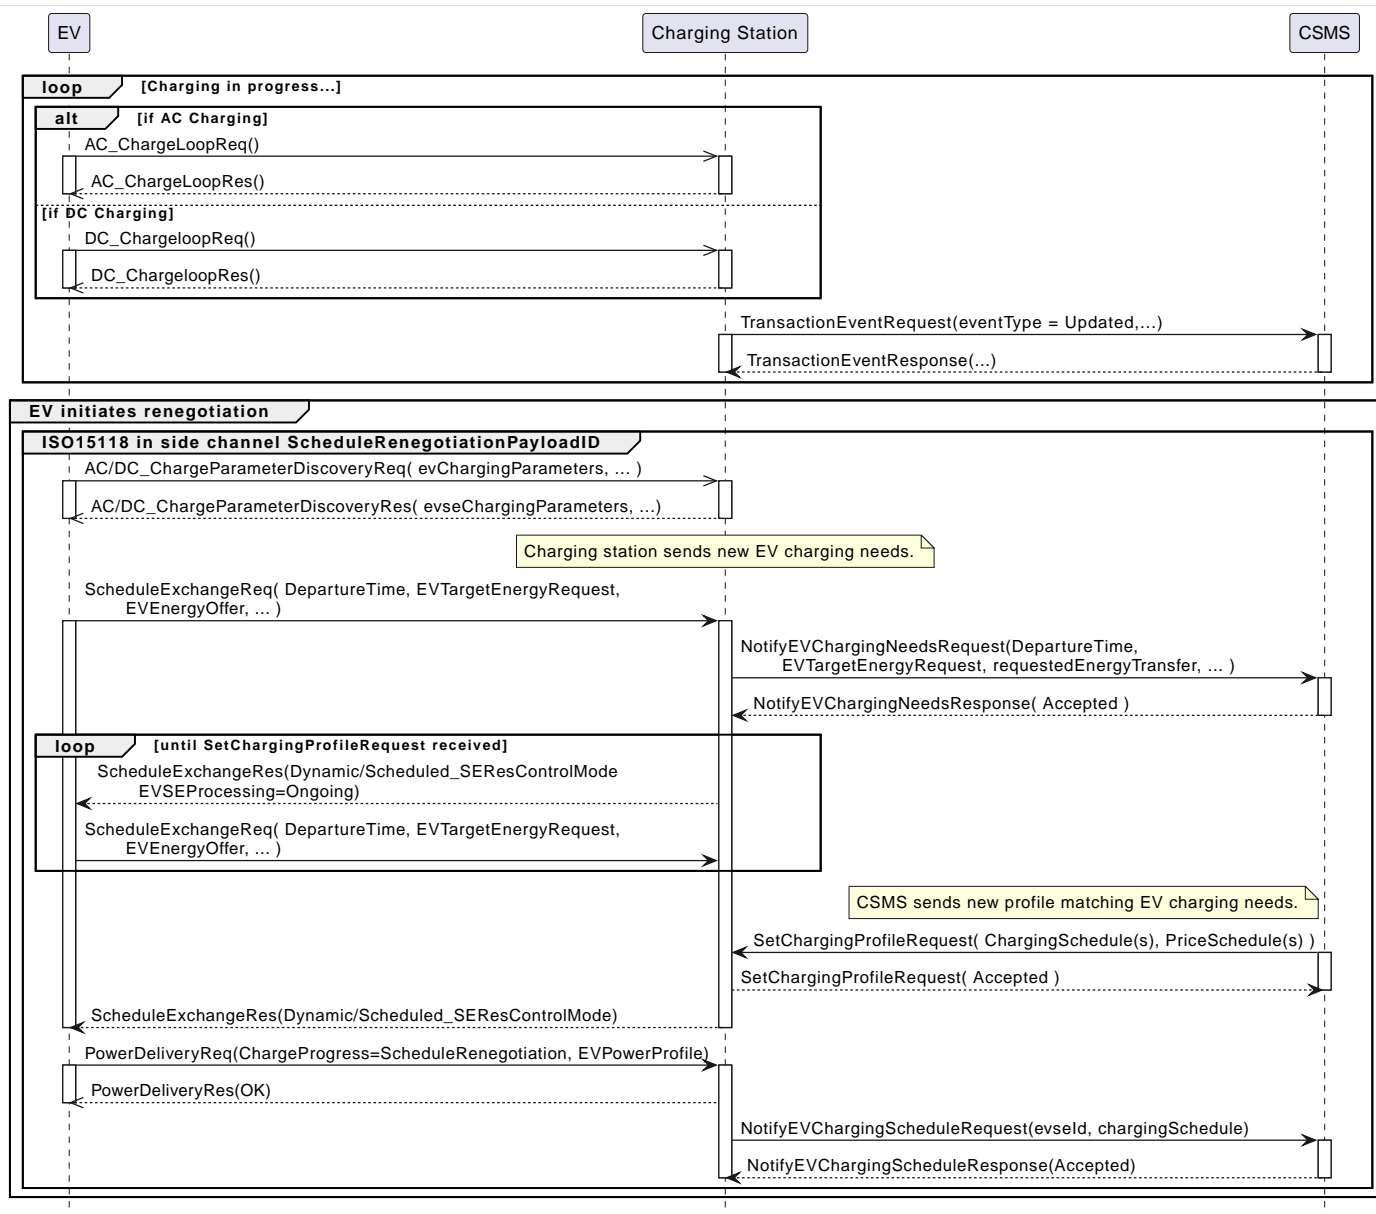 EV
Charging Station
CSMS
loop [Charging in progress...]
alt [if AC Charging]
AC_ChargeLoopReq()
AC_ChargeLoopRes()
[if DC Charging]
DC_ChargeloopReq()
DC_ChargeloopRes()
TransactionEventRequest(eventType = Updated,...)
TransactionEventResponse(...)
EV initiates renegotiation
ISO15118 in side channel ScheduleRenegotiationPayloadID
AC/DC_ChargeParameterDiscoveryReq( evChargingParameters, ... )
AC/DC_ChargeParameterDiscoveryRes( evseChargingParameters, ...)
Charging station sends new EV charging needs.
ScheduleExchangeReq( DepartureTime, EVTargetEnergyRequest,
EVEnergyOffer, ... )
NotifyEVChargingNeedsRequest(DepartureTime,
EVTargetEnergyRequest, requestedEnergyTransfer, ... )
NotifyEVChargingNeedsResponse( Accepted )
loop [until SetChargingProfileRequest received]
ScheduleExchangeRes(Dynamic/Scheduled_SEResControlMode
EVSEProcessing=Ongoing)
ScheduleExchangeReq( DepartureTime, EVTargetEnergyRequest,
EVEnergyOffer, ... )
CSMS sends new profile matching EV charging needs.
SetChargingProfileRequest( ChargingSchedule(s), PriceSchedule(s) )
SetChargingProfileRequest( Accepted )
ScheduleExchangeRes(Dynamic/Scheduled_SEResControlMode)
PowerDeliveryReq(ChargeProgress=ScheduleRenegotiation, EVPowerProfile)
PowerDeliveryRes(OK)
NotifyEVChargingScheduleRequest(evseId, chargingSchedule)
NotifyEVChargingScheduleResponse(Accepted)